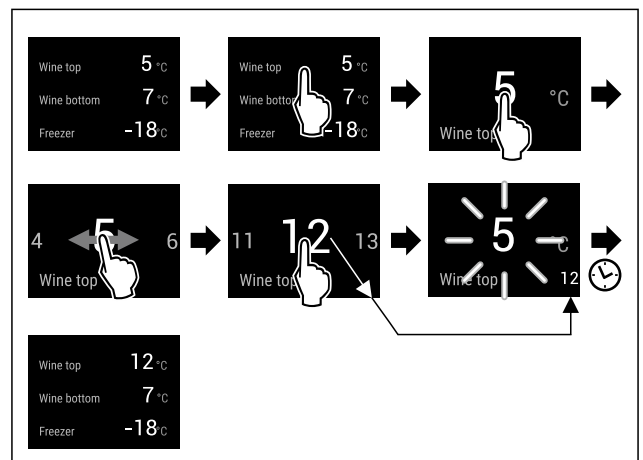 Wine top 5 °C
Wine bottom 7 °C
Freezer -18°C
Wine top 5 °C
Wine bottom 7 °C
Freezer -18°C
5 °C
Wine top
4 5 6
Wine top
11 12 13
Wine top
5 °C
Wine top 12
Wine top 12 °C
Wine bottom 7 °C
Freezer -18°C